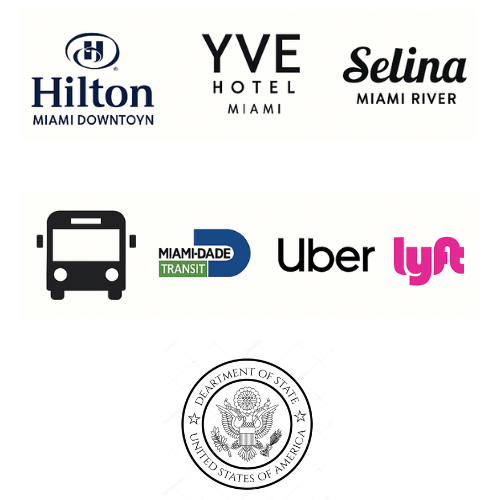 Hilton
MIAMI DOWNTOYN
YVE
HOTEL
MIAMI
Selina
MIAMI RIVER
MIAMI-DADE
TRANSIT
Uber
lyft
DEARTMENT OF STATE
UNITED STATES OF AMERICA